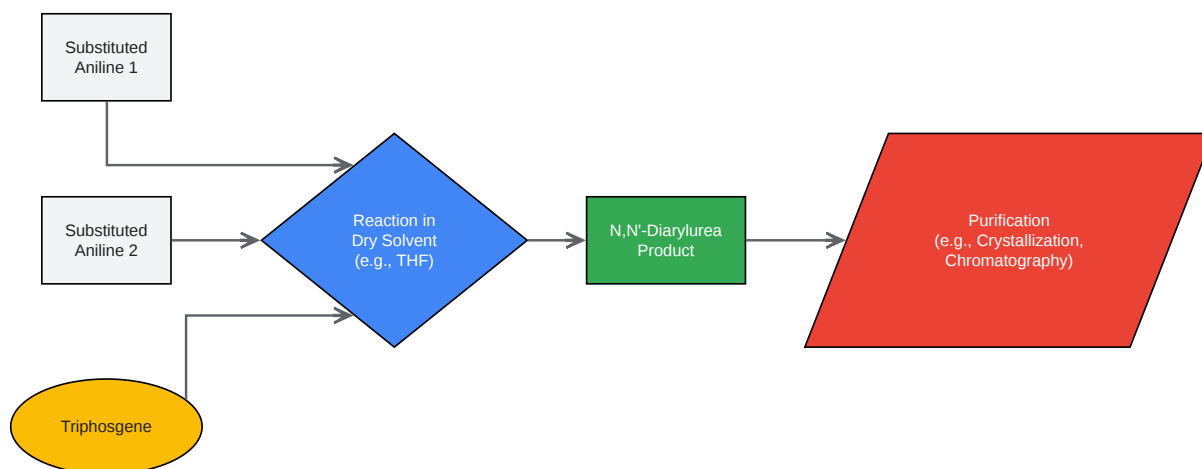 Substituted
Aniline 1
Substituted
Aniline 2
Triphosgene
Reaction in
Dry Solvent
(e.g., THF)
N,N'-Diarylurea
Product
Purification
(e.g., Crystallization,
Chromatography)